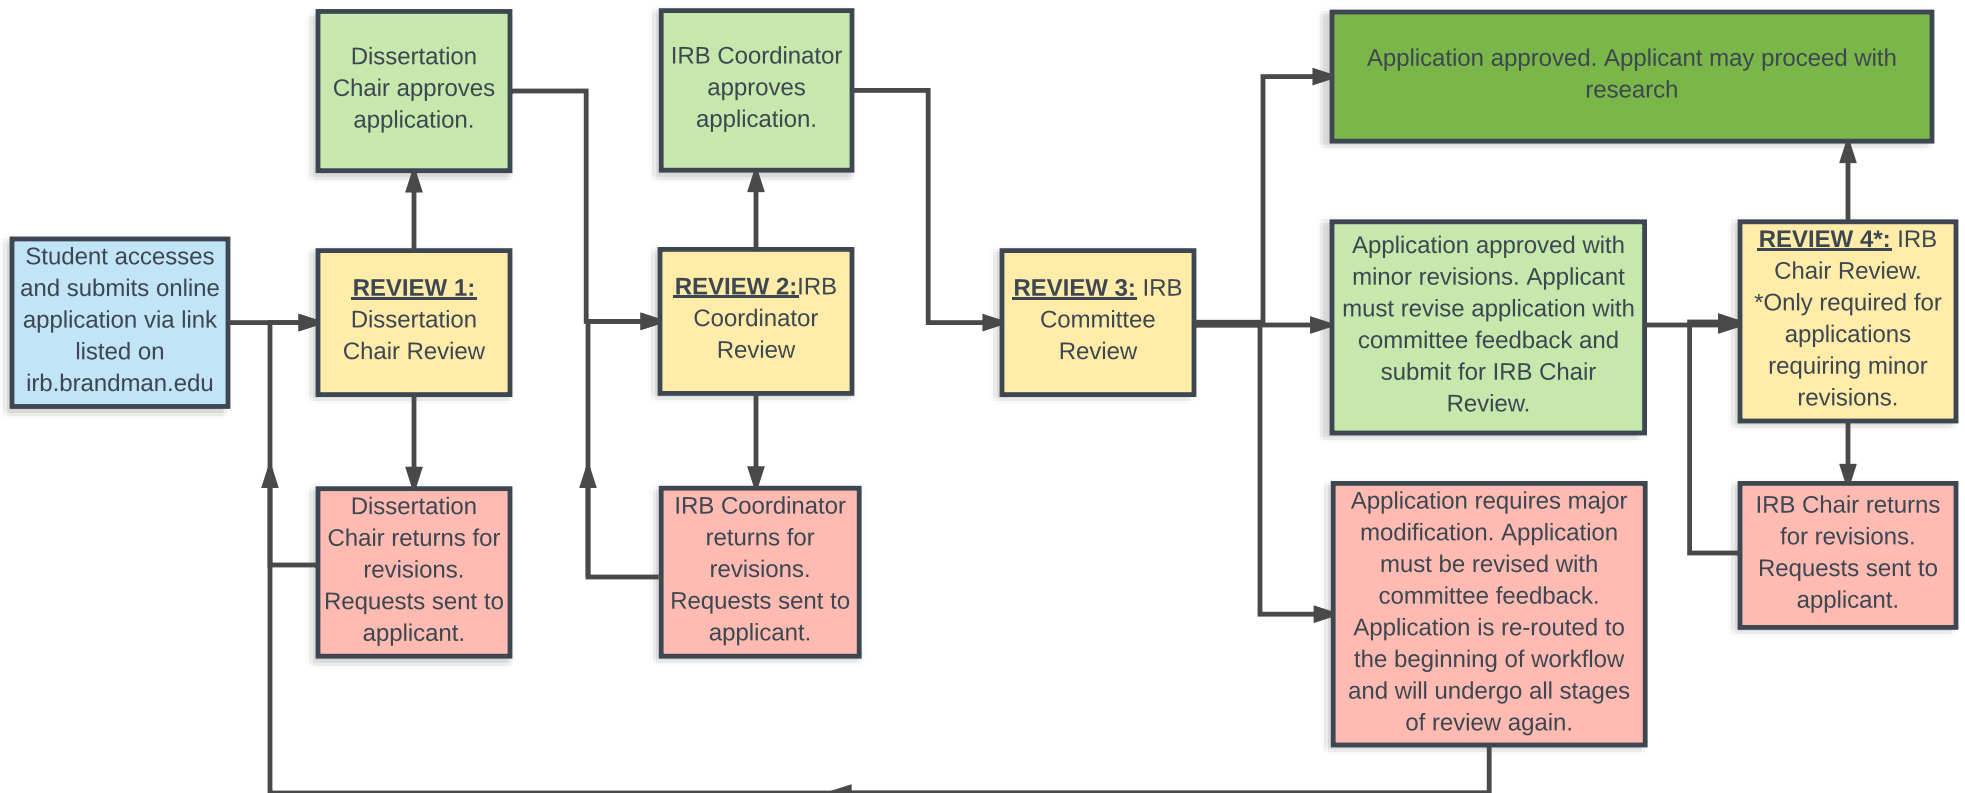 Dissertation
Chair approves
application.
IRB Coordinator
approves
application.
Application approved. Applicant may proceed with
research
Student accesses
and submits online
application via link
listed on
irb.brandman.edu
REVIEW 1:
Dissertation
Chair Review
REVIEW 2:IRB
Coordinator
Review
REVIEW 3: IRB
Committee
Review
Application approved with
minor revisions. Applicant
must revise application with
committee feedback and
submit for IRB Chair
Review.
REVIEW 4*: IRB
Chair Review.
*Only required for
applications
requiring minor
revisions.
Dissertation
Chair returns for
revisions.
Requests sent to
applicant.
IRB Coordinator
returns for
revisions.
Requests sent to
applicant.
Application requires major
modification. Application
must be revised with
committee feedback.
Application is re-routed to
the beginning of workflow
and will undergo all stages
of review again.
IRB Chair returns
for revisions.
Requests sent to
applicant.